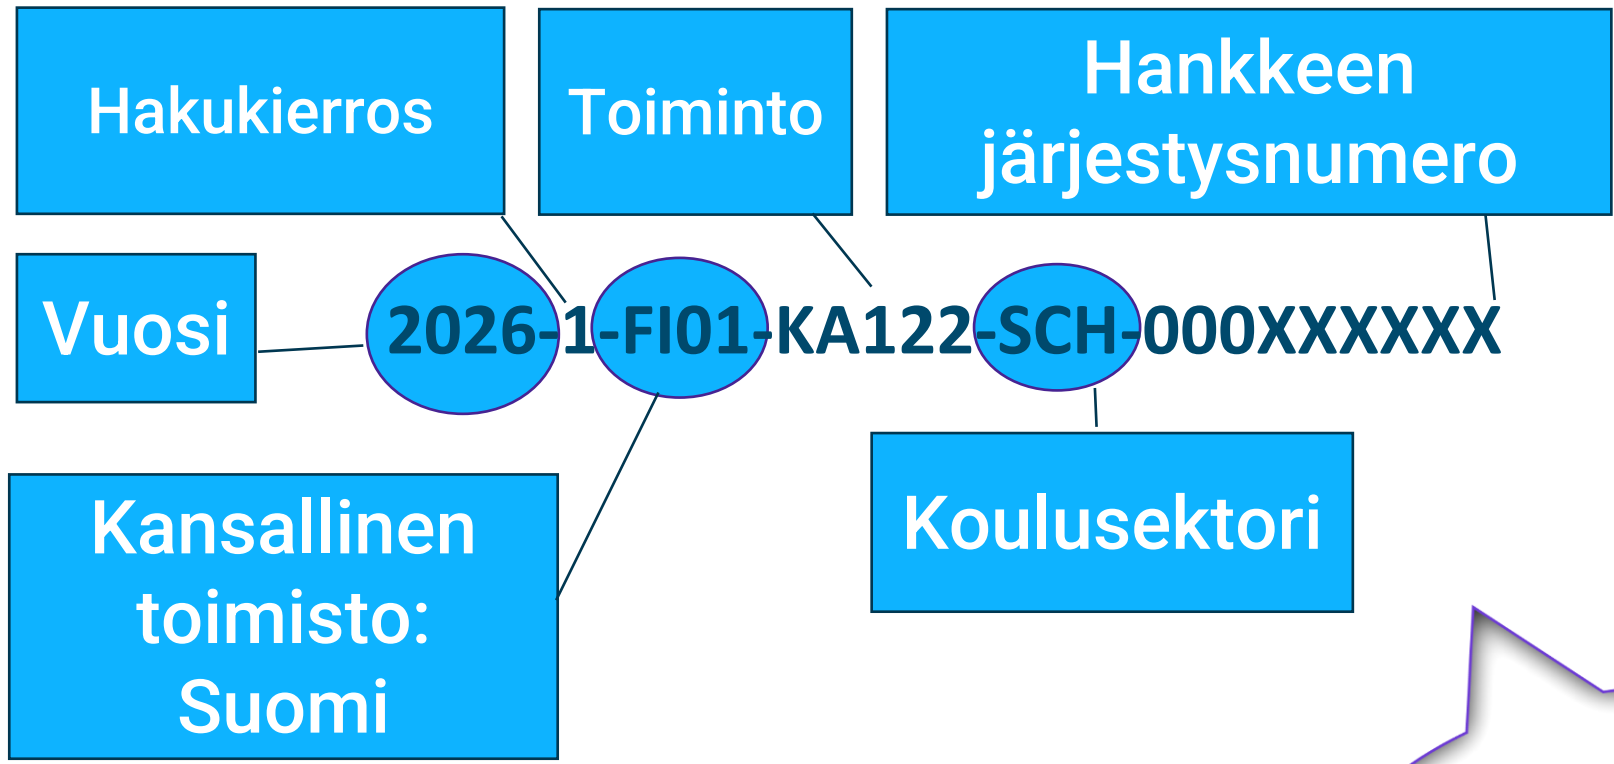 Hakukierros
Toiminto
Hankkeen
järjestysnumero
Vuosi
2026-1-FI01-KA122-SCH-000XXXXXX
Kansallinen
toimisto:
Suomi
Koulusektori